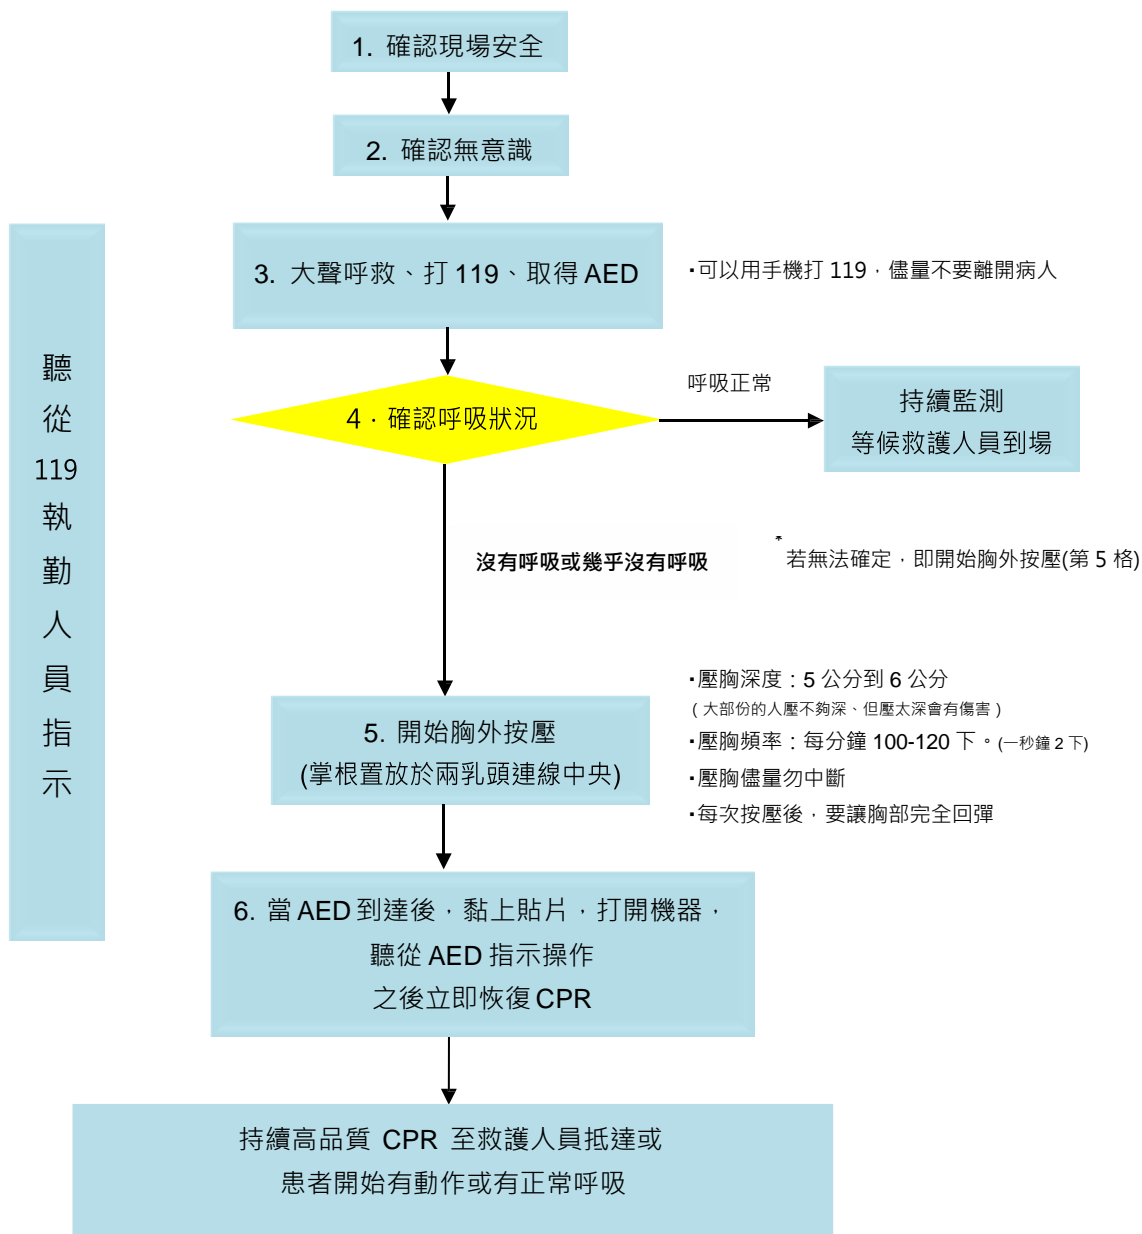 1. 確認現場安全
2. 確認無意識
3. 大聲呼救、打 119、取得 AED
▪可以用手機打 119，儘量不要離開病人
聽
從
119
執
勤
人
員
指
示
4．確認呼吸狀況
呼吸正常
持續監測
等候救護人員到場
沒有呼吸或幾乎沒有呼吸
*若無法確定，即開始胸外按壓(第 5 格)
5. 開始胸外按壓
(掌根置放於兩乳頭連線中央)
▪壓胸深度：5 公分到 6 公分
（大部份的人壓不夠深、但壓太深會有傷害）
▪壓胸頻率：每分鐘 100-120 下。(一秒鐘 2 下)
▪壓胸儘量勿中斷
▪每次按壓後，要讓胸部完全回彈
6. 當 AED 到達後，黏上貼片，打開機器，
聽從 AED 指示操作
之後立即恢復 CPR
持續高品質 CPR 至救護人員抵達或
患者開始有動作或有正常呼吸